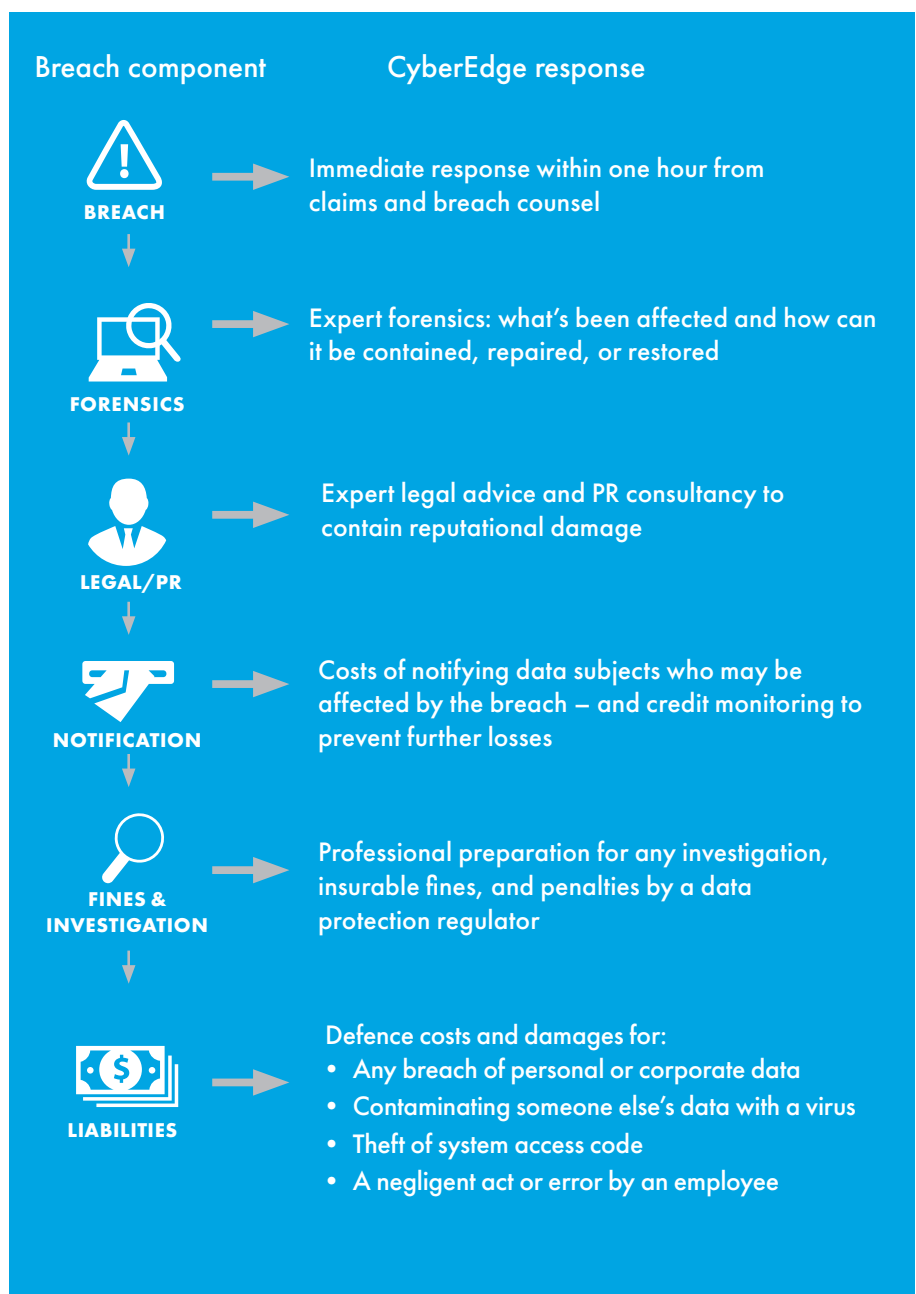 Breach component
CyberEdge response
BREACH
Immediate response within one hour from
claims and breach counsel
FORENSICS
Expert forensics: what’s been affected and how can
it be contained, repaired, or restored
LEGAL/PR
Expert legal advice and PR consultancy to
contain reputational damage
NOTIFICATION
Costs of notifying data subjects who may be
affected by the breach – and credit monitoring to
prevent further losses
FINES &
INVESTIGATION
Professional preparation for any investigation,
insurable fines, and penalties by a data
protection regulator
$
LIABILITIES
Defence costs and damages for:
• Any breach of personal or corporate data
• Contaminating someone else’s data with a virus
• Theft of system access code
• A negligent act or error by an employee